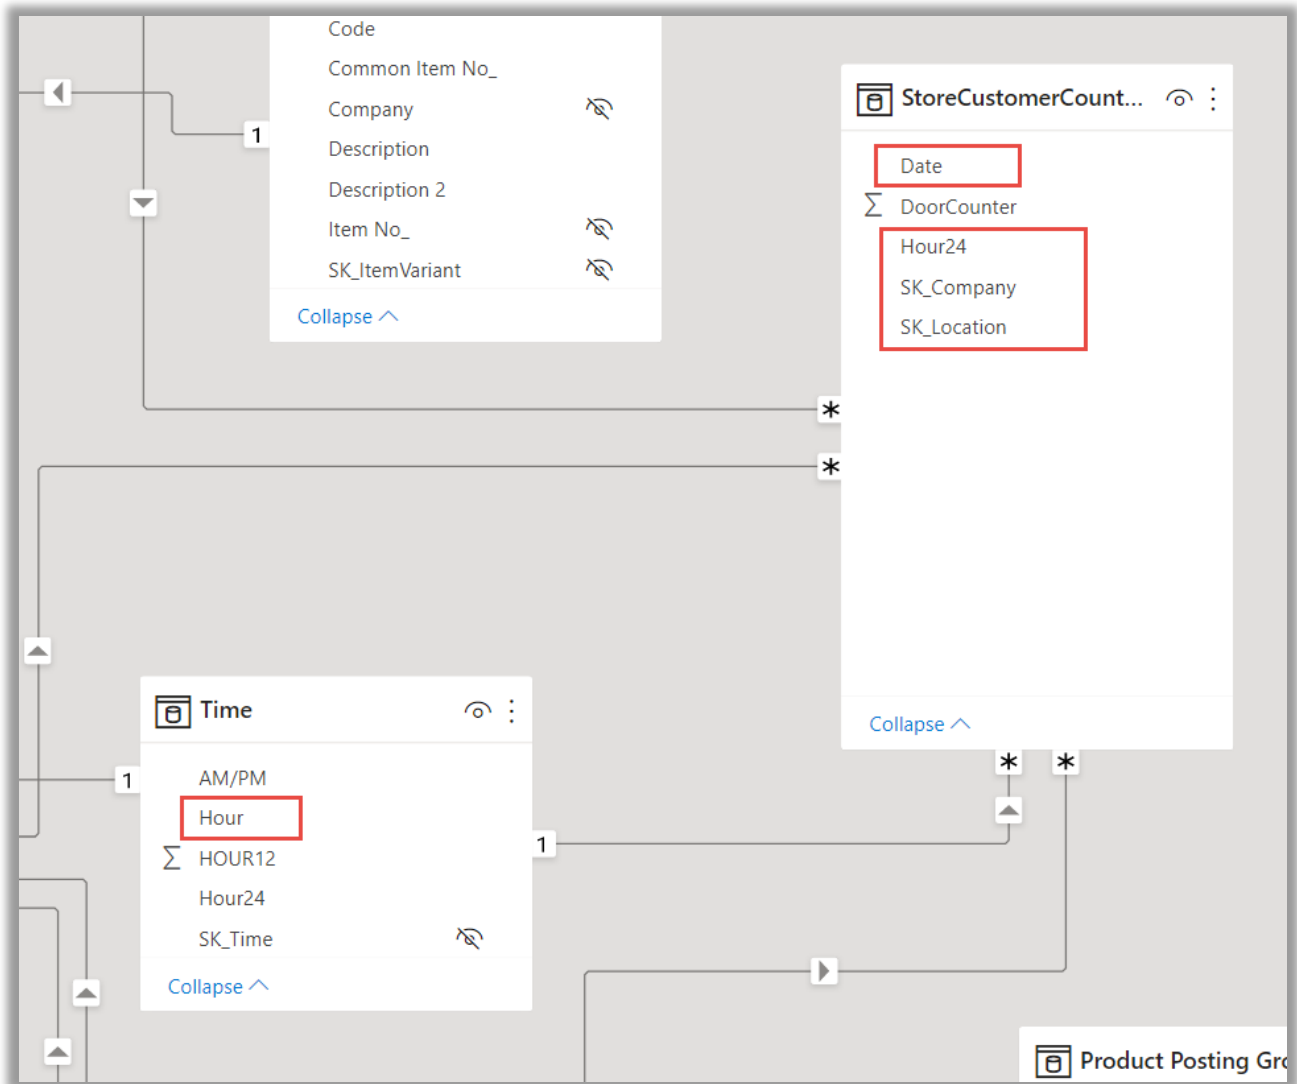 Code
Common Item No_
Company
1
Description
Description 2
Item No_
SK_ItemVariant
Collapse
StoreCustomerCount...
Date
DoorCounter
Hour24
SK_Company
SK_Location
*
*
Collapse
*
*
Time
1
AM/PM
Hour
HOUR12
Hour24
SK_Time
Collapse
1
Product Posting Gro